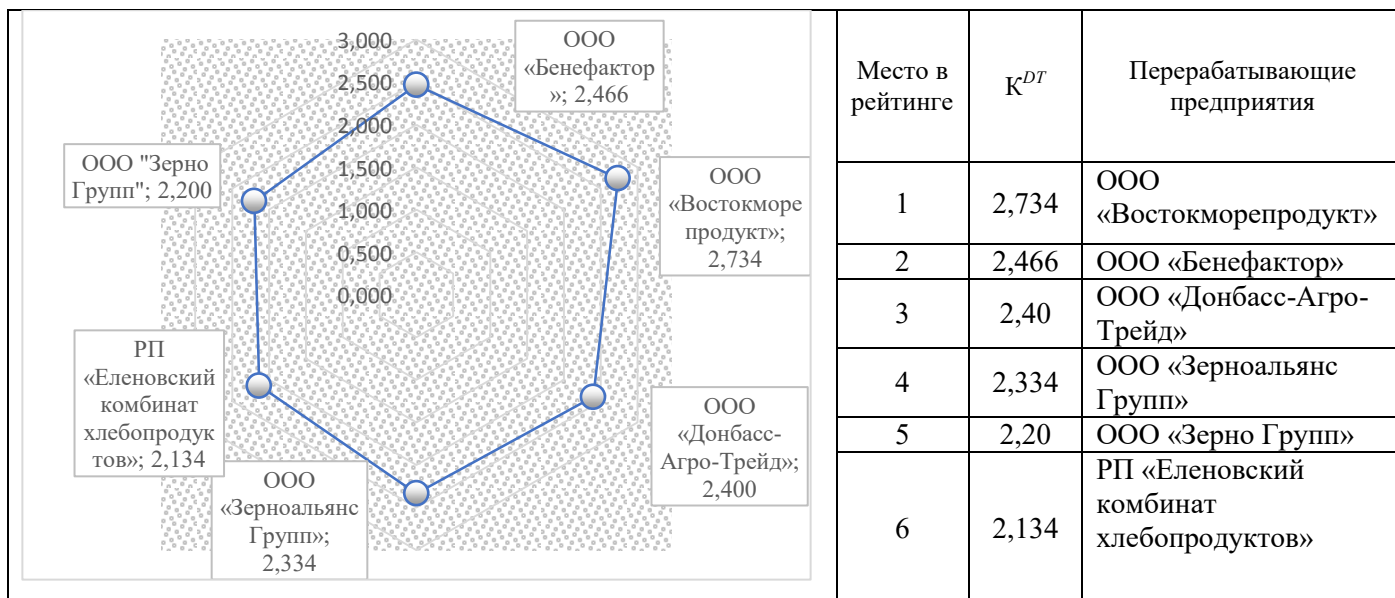 3,000
2,500
2,000
1,500
1,000
0,500
0,000
ООО
«Бенефактор
»; 2,466
ООО
«Востокморе
продукт»;
2,734
ООО
«Донбасс-
Агро-Трейд»;
2,400
ООО
«Зерноальянс
Групп»;
2,334
РП
«Еленовский
комбинат
хлебопродук
тов»; 2,134
ООО "Зерно
Групп"; 2,200
Место в
рейтинге
К^DT
Перерабатывающие
предприятия
1
2,734
ООО
«Востокморепродукт»
2
2,466
ООО «Бенефактор»
3
2,40
ООО «Донбасс-Агро-
Трейд»
4
2,334
ООО «Зерноальянс
Групп»
5
2,20
ООО «Зерно Групп»
6
2,134
РП «Еленовский
комбинат
хлебопродуктов»